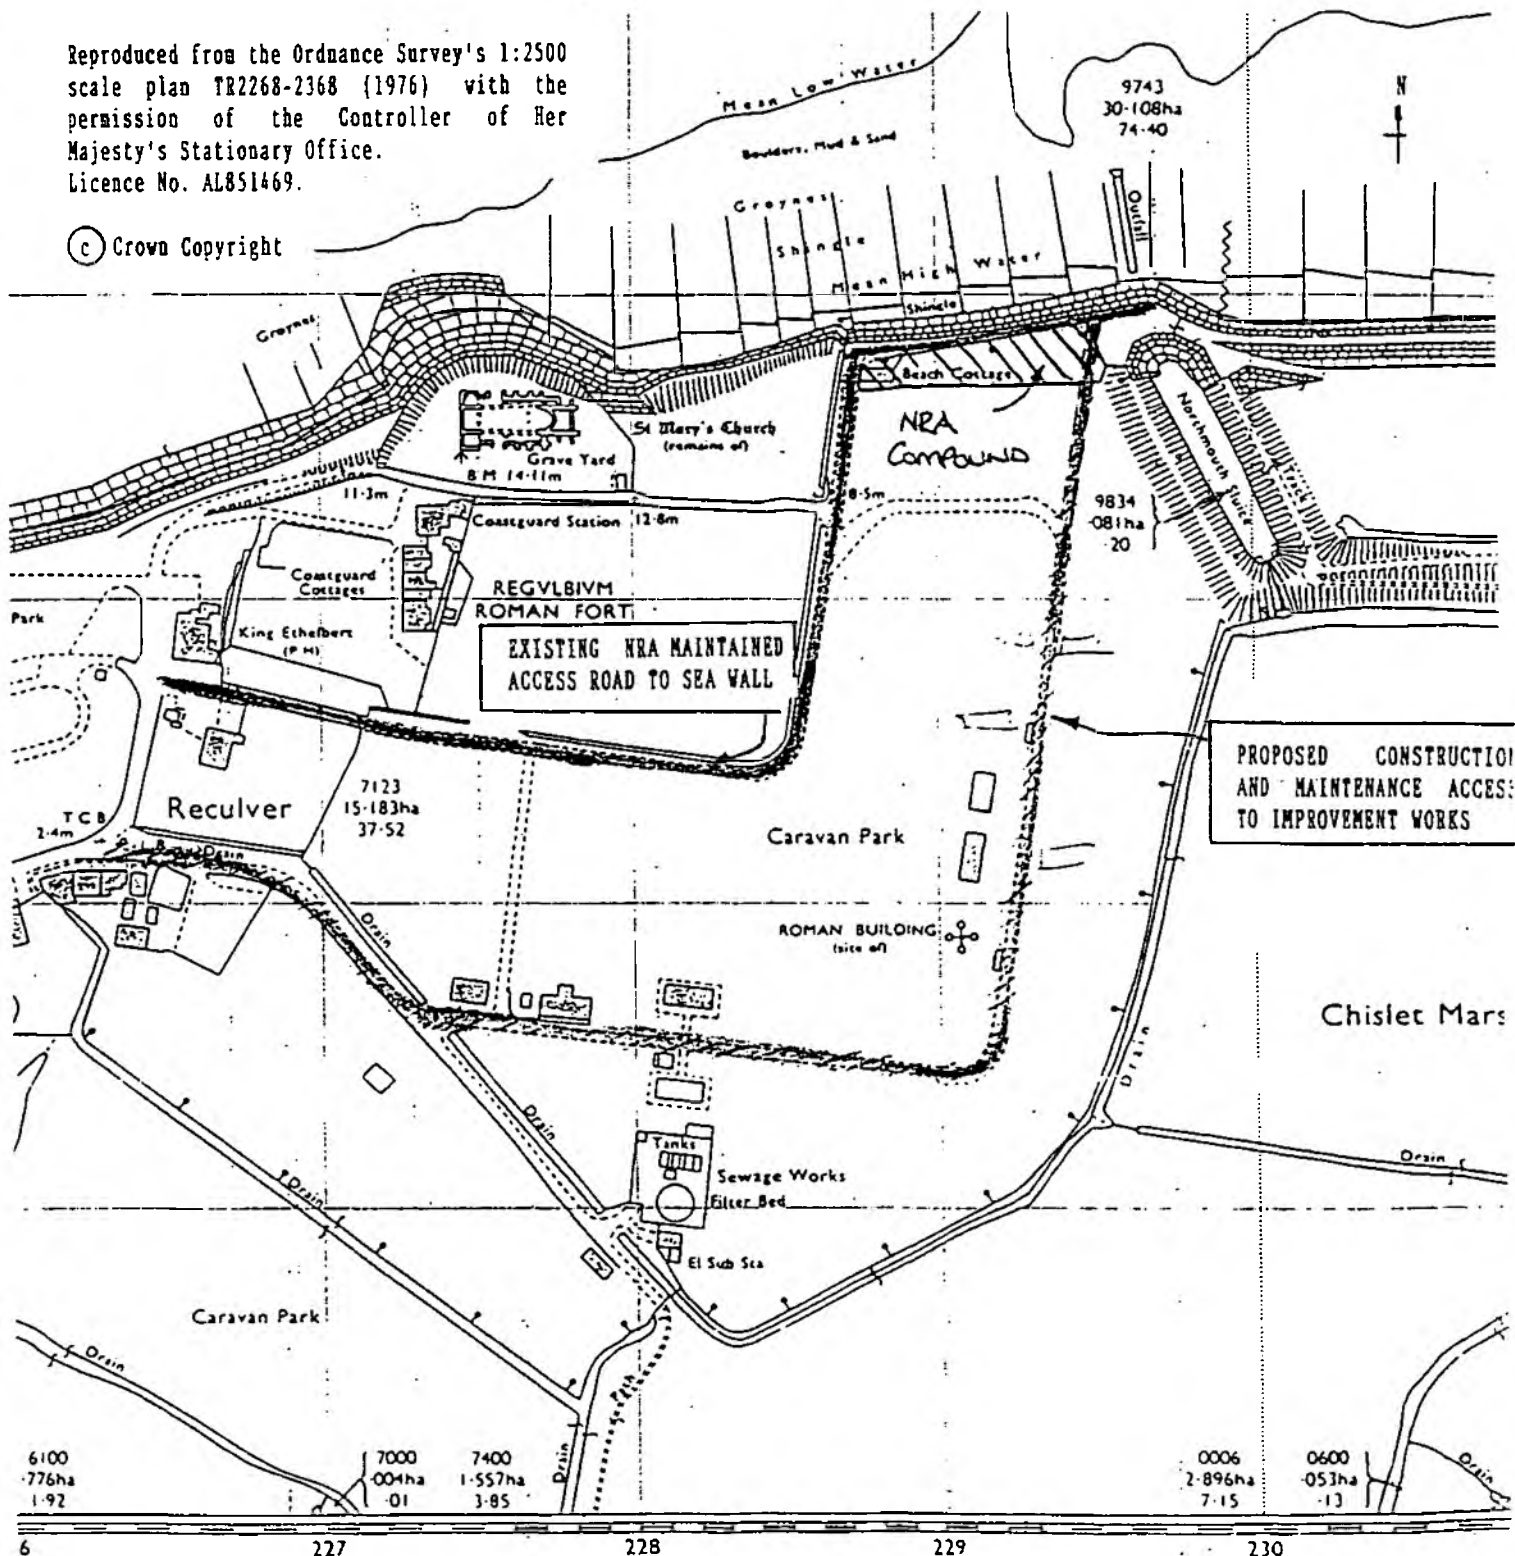 Reproduced from the Ordnance Survey's 1:2500
scale plan TR2268-2368 (1976) with the
permission of the Controller of Her
Majesty's Stationary Office.
Licence No. AL851469.
c Crown Copyright
N
Mean Low Water
9743
30·108ha
74·40
Boulders, Mud & Sand
Groynes
Shingle
Outfall
Mean High Water
Shingle
Groynes
Beach Cottage
NRA
COMPOUND
St Mary's Church
(remains of)
Grave Yard
B M 14·11m
Northmouth Sluice
Track
11·3m
8·5m
9834
·081ha
·20
Coastguard Station
12·8m
Coastguard
Cottages
REGVLBIVM
ROMAN FORT
Park
King Ethelbert
(P H)
EXISTING NRA MAINTAINED
ACCESS ROAD TO SEA WALL
PROPOSED CONSTRUCTION
AND MAINTENANCE ACCESS
TO IMPROVEMENT WORKS
7123
15·183ha
37·52
Reculver
T C B
2·4m
Drain
Caravan Park
Drain
ROMAN BUILDING
(site of)
Chislet Mars
Drain
Drain
Tanks
Sewage Works
Filter Bed
Drain
Drain
El Sub Sta
Caravan Park
Drain
Path
Drain
6100
·776ha
1·92
7000
·004ha
·01
7400
1·557ha
3·85
0006
2·896ha
7·15
0600
·053ha
·13
Drain
6
227
228
229
230